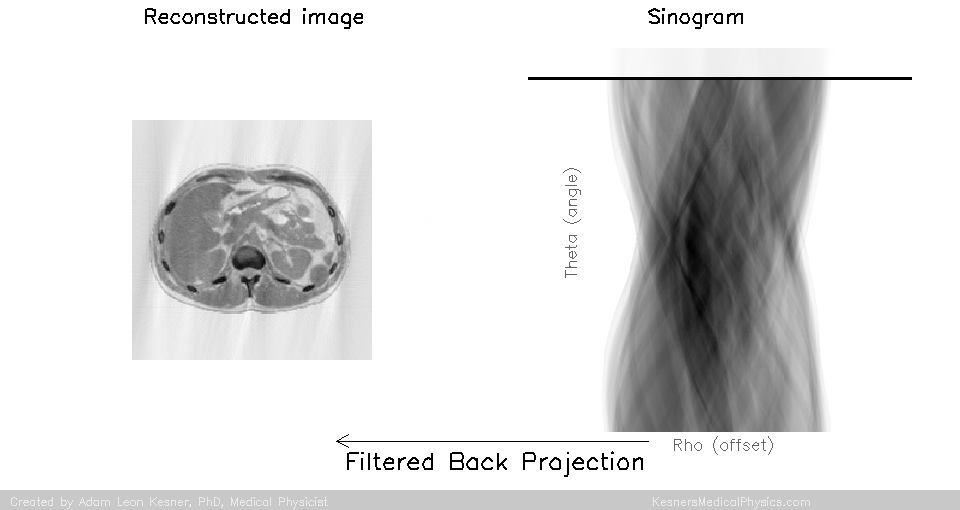 Reconstructed image
Sinogram
Theta (angle)
Rho (offset)
Filtered Back Projection
Created by Adam Leon Kesner, PhD, Medical Physicist
KesnersMedicalPhysics.com